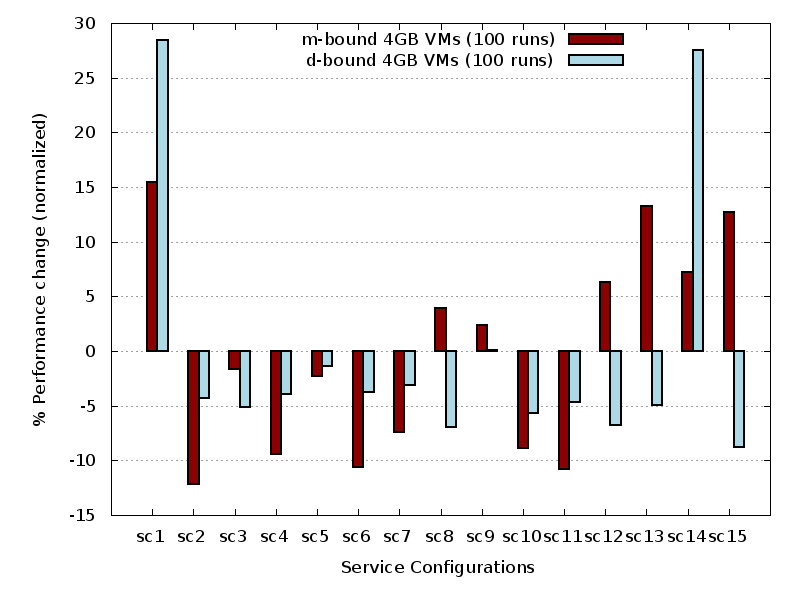 m-bound 4GB VMs (100 runs)
d-bound 4GB VMs (100 runs)
% Performance change (normalized)
30
25
20
15
10
5
0
-5
-10
-15
sc1 sc2 sc3 sc4 sc5 sc6 sc7 sc8 sc9 sc10 sc11 sc12 sc13 sc14 sc15
Service Configurations